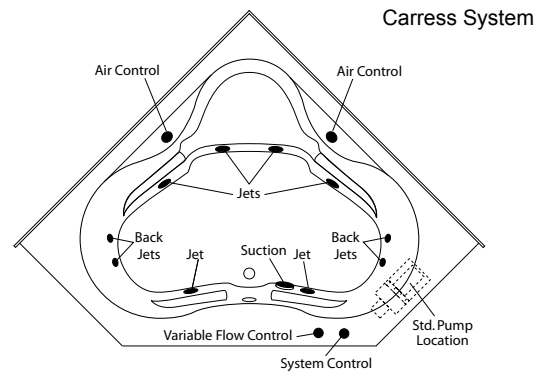 Carress System
Air Control
Air Control
Jets
Back
Jets
Jet
Suction
Jet
Back
Jets
Std. Pump
Location
Variable Flow Control
System Control